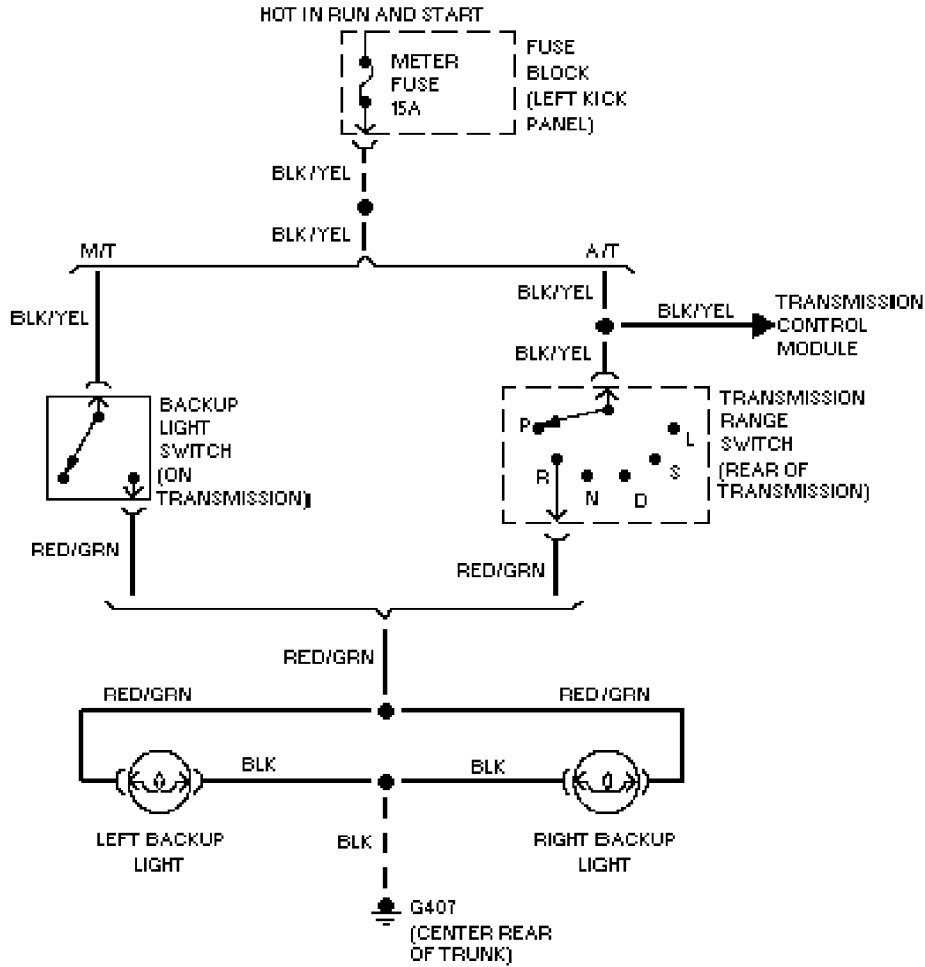 HOT IN RUN AND START
METER
FUSE
15A
FUSE
BLOCK
(LEFT KICK
PANEL)
BLK/YEL
BLK/YEL
M/T
A/T
BLK/YEL
BLK/YEL
BLK/YEL
TRANSMISSION
CONTROL
MODULE
BLK/YEL
BACKUP
LIGHT
SWITCH
(ON
TRANSMISSION)
P
R
N
D
S
L
TRANSMISSION
RANGE
SWITCH
(REAR OF
TRANSMISSION)
RED/GRN
RED/GRN
RED/GRN
RED/GRN
RED/GRN
BLK
BLK
LEFT BACKUP
LIGHT
BLK
RIGHT BACKUP
LIGHT
G407
(CENTER REAR
OF TRUNK)